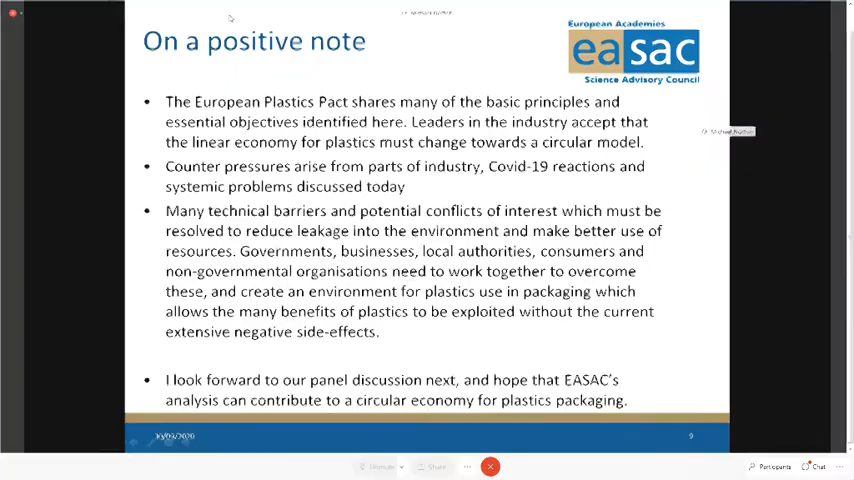 On a positive note
European Academies
easac
Science Advisory Council
• The European Plastics Pact shares many of the basic principles and
essential objectives identified here. Leaders in the industry accept that
the linear economy for plastics must change towards a circular model.
• Counter pressures arise from parts of industry, Covid-19 reactions and
systemic problems discussed today
• Many technical barriers and potential conflicts of interest which must be
resolved to reduce leakage into the environment and make better use of
resources. Governments, businesses, local authorities, consumers and
non-governmental organisations need to work together to overcome
these, and create an environment for plastics use in packaging which
allows the many benefits of plastics to be exploited without the current
extensive negative side-effects.
• I look forward to our panel discussion next, and hope that EASAC's
analysis can contribute to a circular economy for plastics packaging.
9
Unmute
Share
Participants
Chat